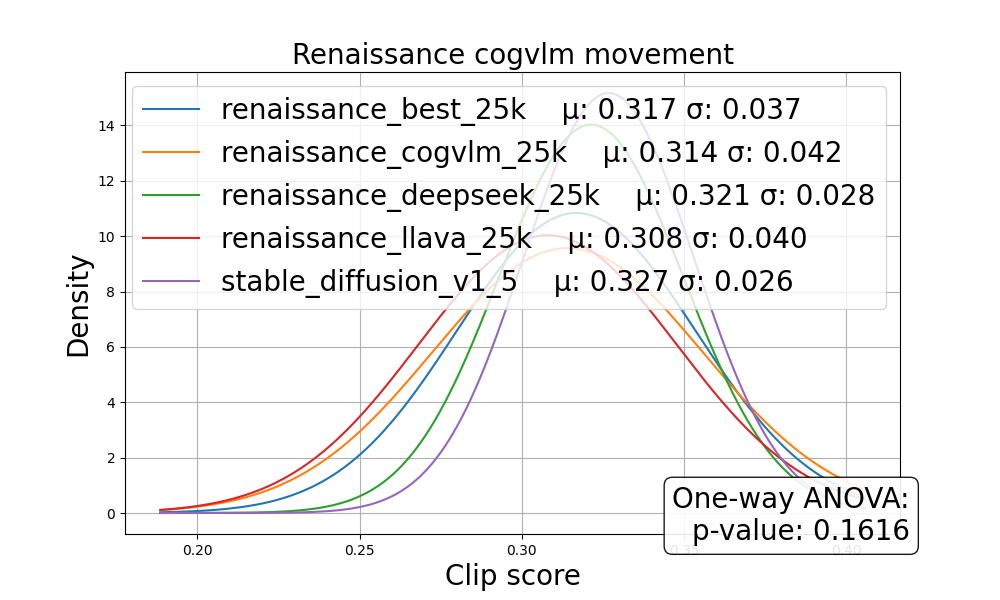 Renaissance cogvlm movement
renaissance_best_25k μ: 0.317 σ: 0.037
renaissance_cogvlm_25k μ: 0.314 σ: 0.042
renaissance_deepseek_25k μ: 0.321 σ: 0.028
renaissance_llava_25k μ: 0.308 σ: 0.040
stable_diffusion_v1_5 μ: 0.327 σ: 0.026
Density
14
12
10
8
6
4
2
0
One-way ANOVA:
p-value: 0.1616
0.20 0.25 0.30 0.35 0.40
Clip score